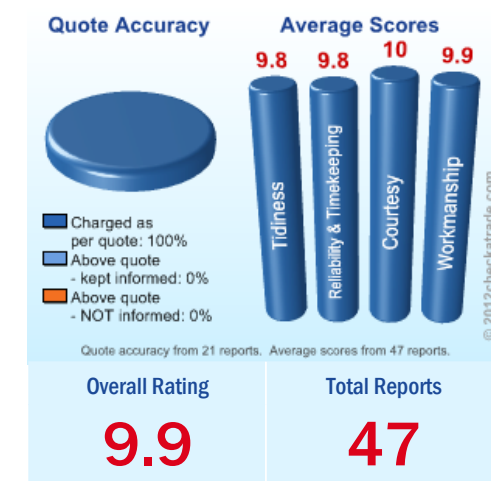 Quote Accuracy
Average Scores
9.8
9.8
10
9.9
Tidiness
Reliability & Timekeeping
Courtesy
Workmanship
Charged as
per quote: 100%
Above quote
- kept informed: 0%
Above quote
- NOT informed: 0%
© 2012checkatrade.com
Quote accuracy from 21 reports. Average scores from 47 reports.
Overall Rating
Total Reports
9.9
47